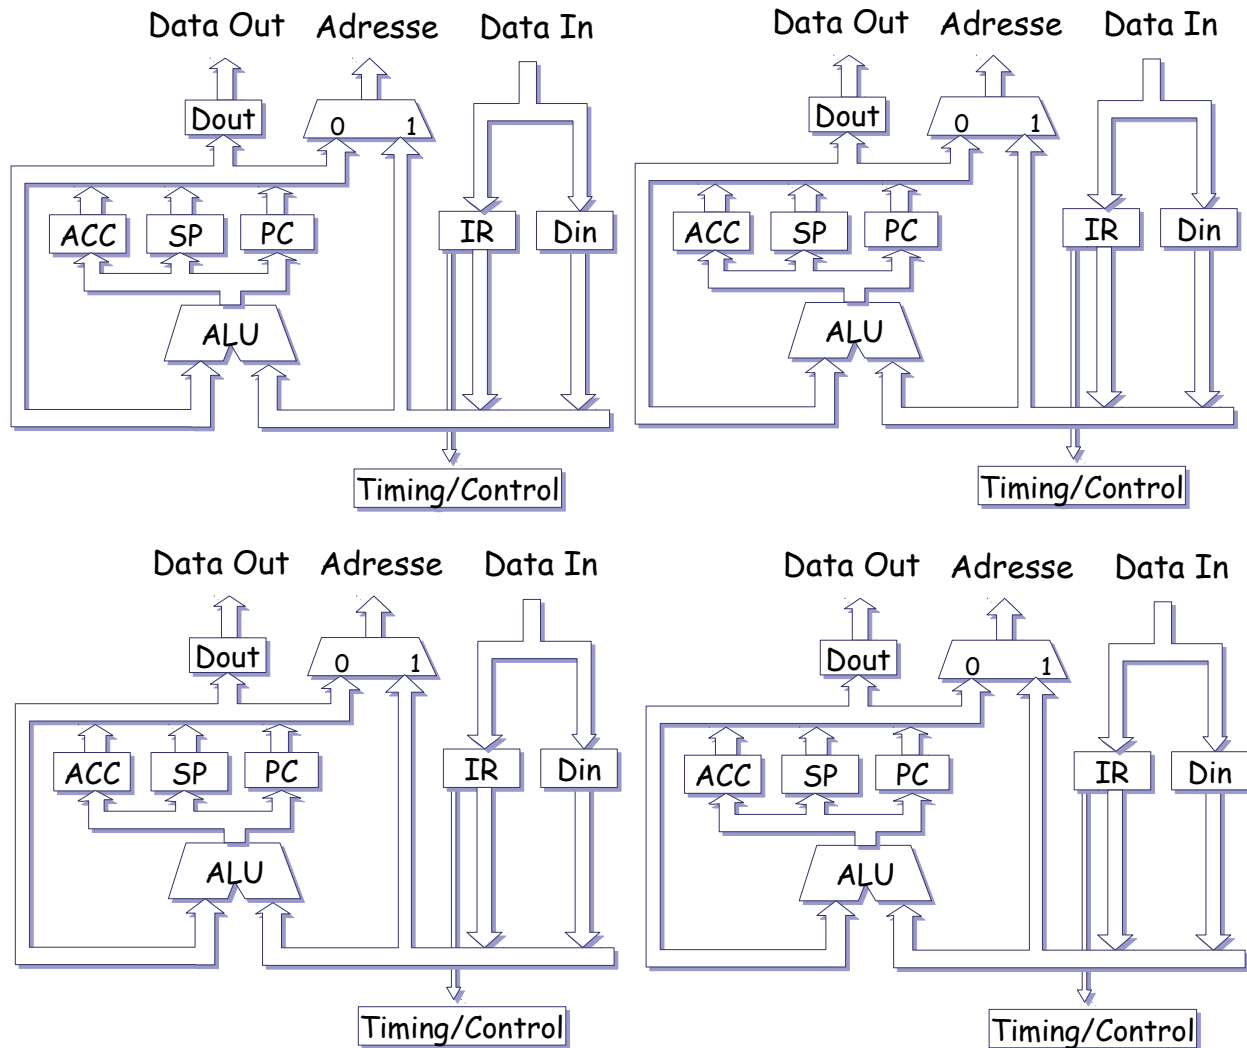 Data Out Adresse Data In
Dout 0 1
ACC SP PC IR Din
ALU
Timing/Control
Data Out Adresse Data In
Dout 0 1
ACC SP PC IR Din
ALU
Timing/Control
Data Out Adresse Data In
Dout 0 1
ACC SP PC IR Din
ALU
Timing/Control
Data Out Adresse Data In
Dout 0 1
ACC SP PC IR Din
ALU
Timing/Control